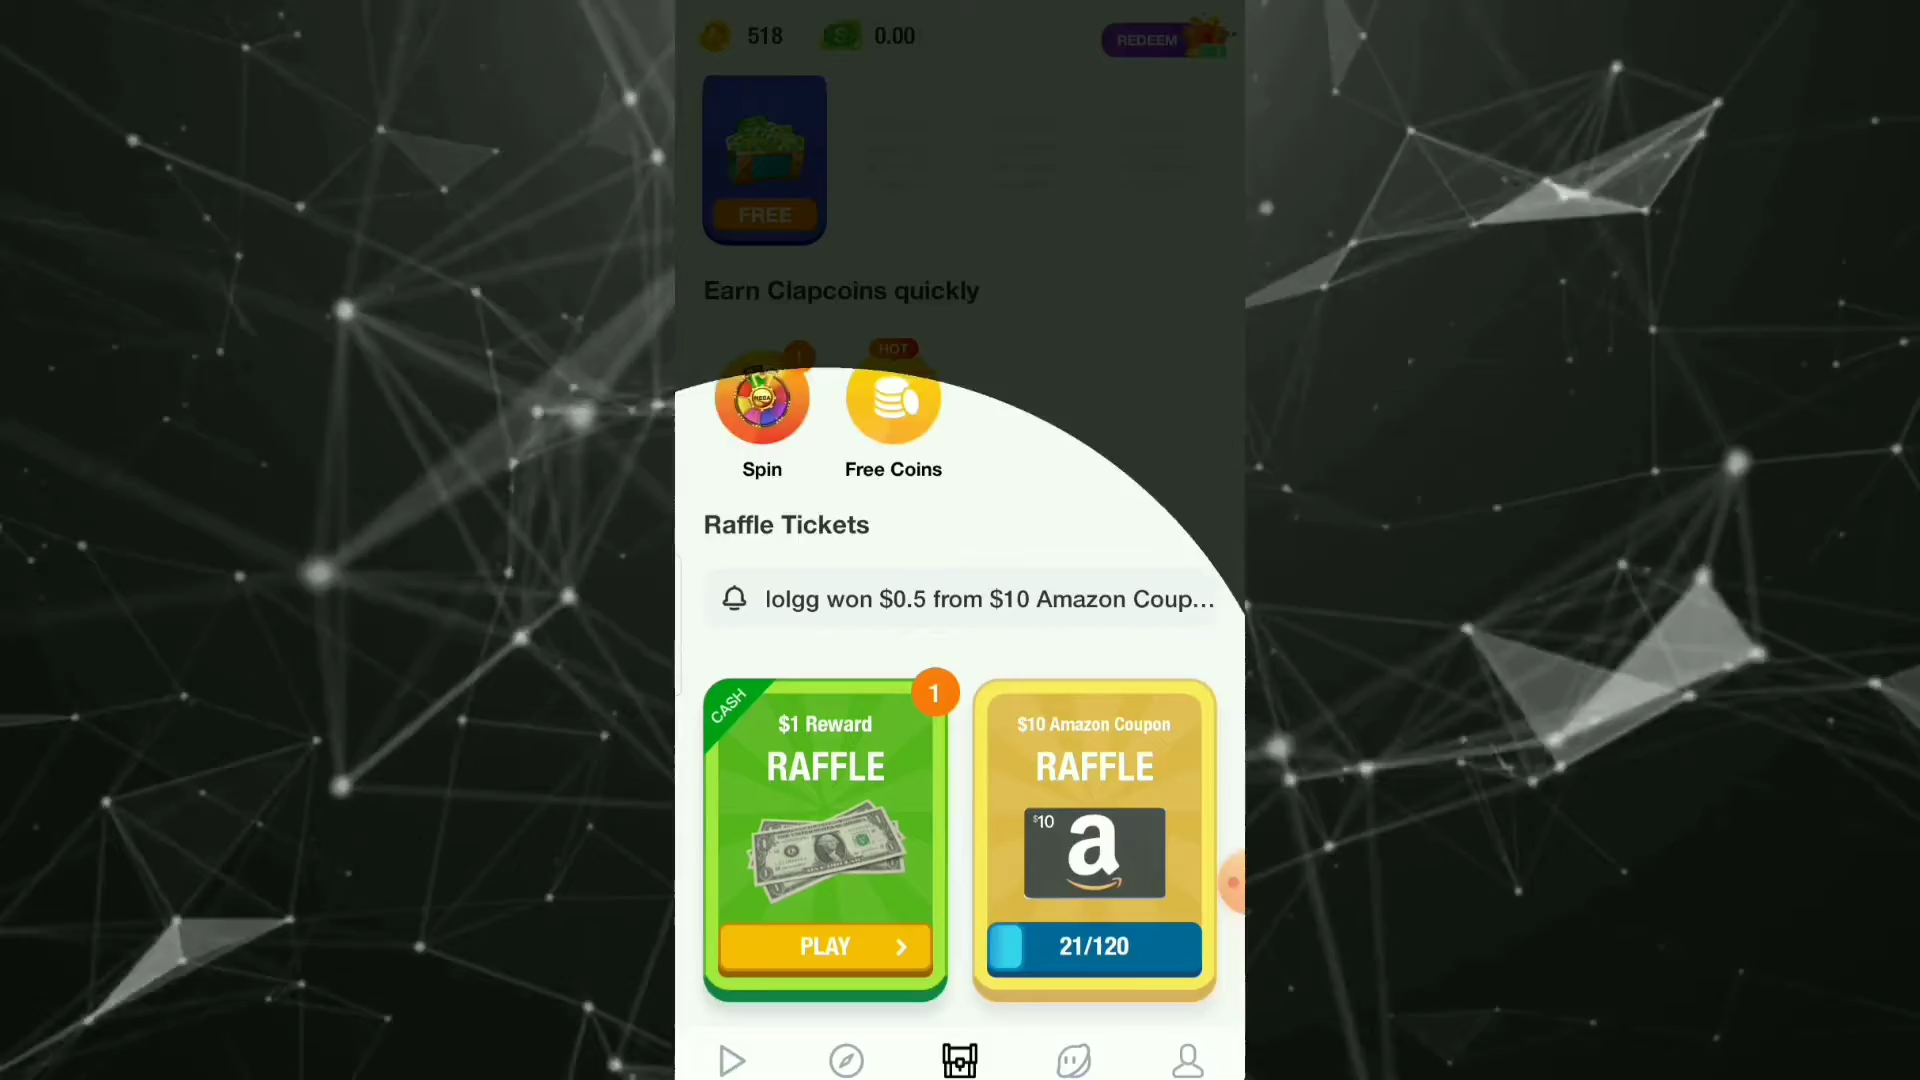 518 0.00 REDEEM
FREE
Earn Clapcoins quickly
! HOT
MEGA
Spin Free Coins
Raffle Tickets
lolgg won $0.5 from $10 Amazon Coup...
CASH
1
$1 Reward
RAFFLE
PLAY
$10 Amazon Coupon
RAFFLE
$10
a
21/120